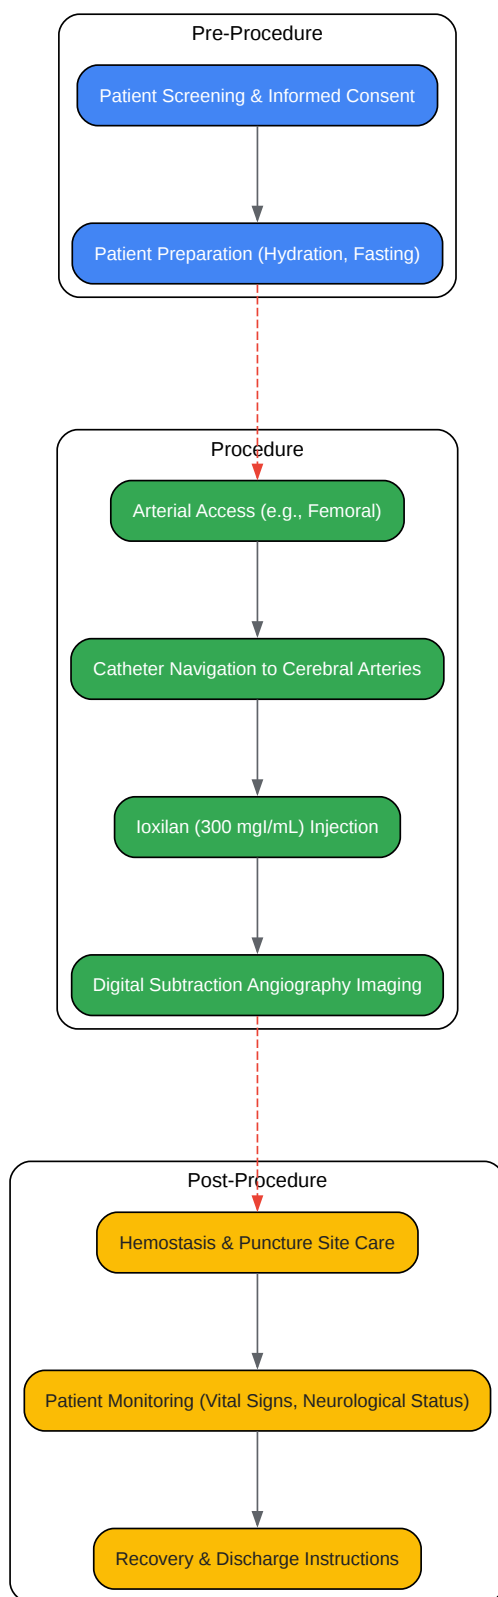 Pre-Procedure
Patient Screening & Informed Consent
Patient Preparation (Hydration, Fasting)
Procedure
Arterial Access (e.g., Femoral)
Catheter Navigation to Cerebral Arteries
Ioxilan (300 mgI/mL) Injection
Digital Subtraction Angiography Imaging
Post-Procedure
Hemostasis & Puncture Site Care
Patient Monitoring (Vital Signs, Neurological Status)
Recovery & Discharge Instructions